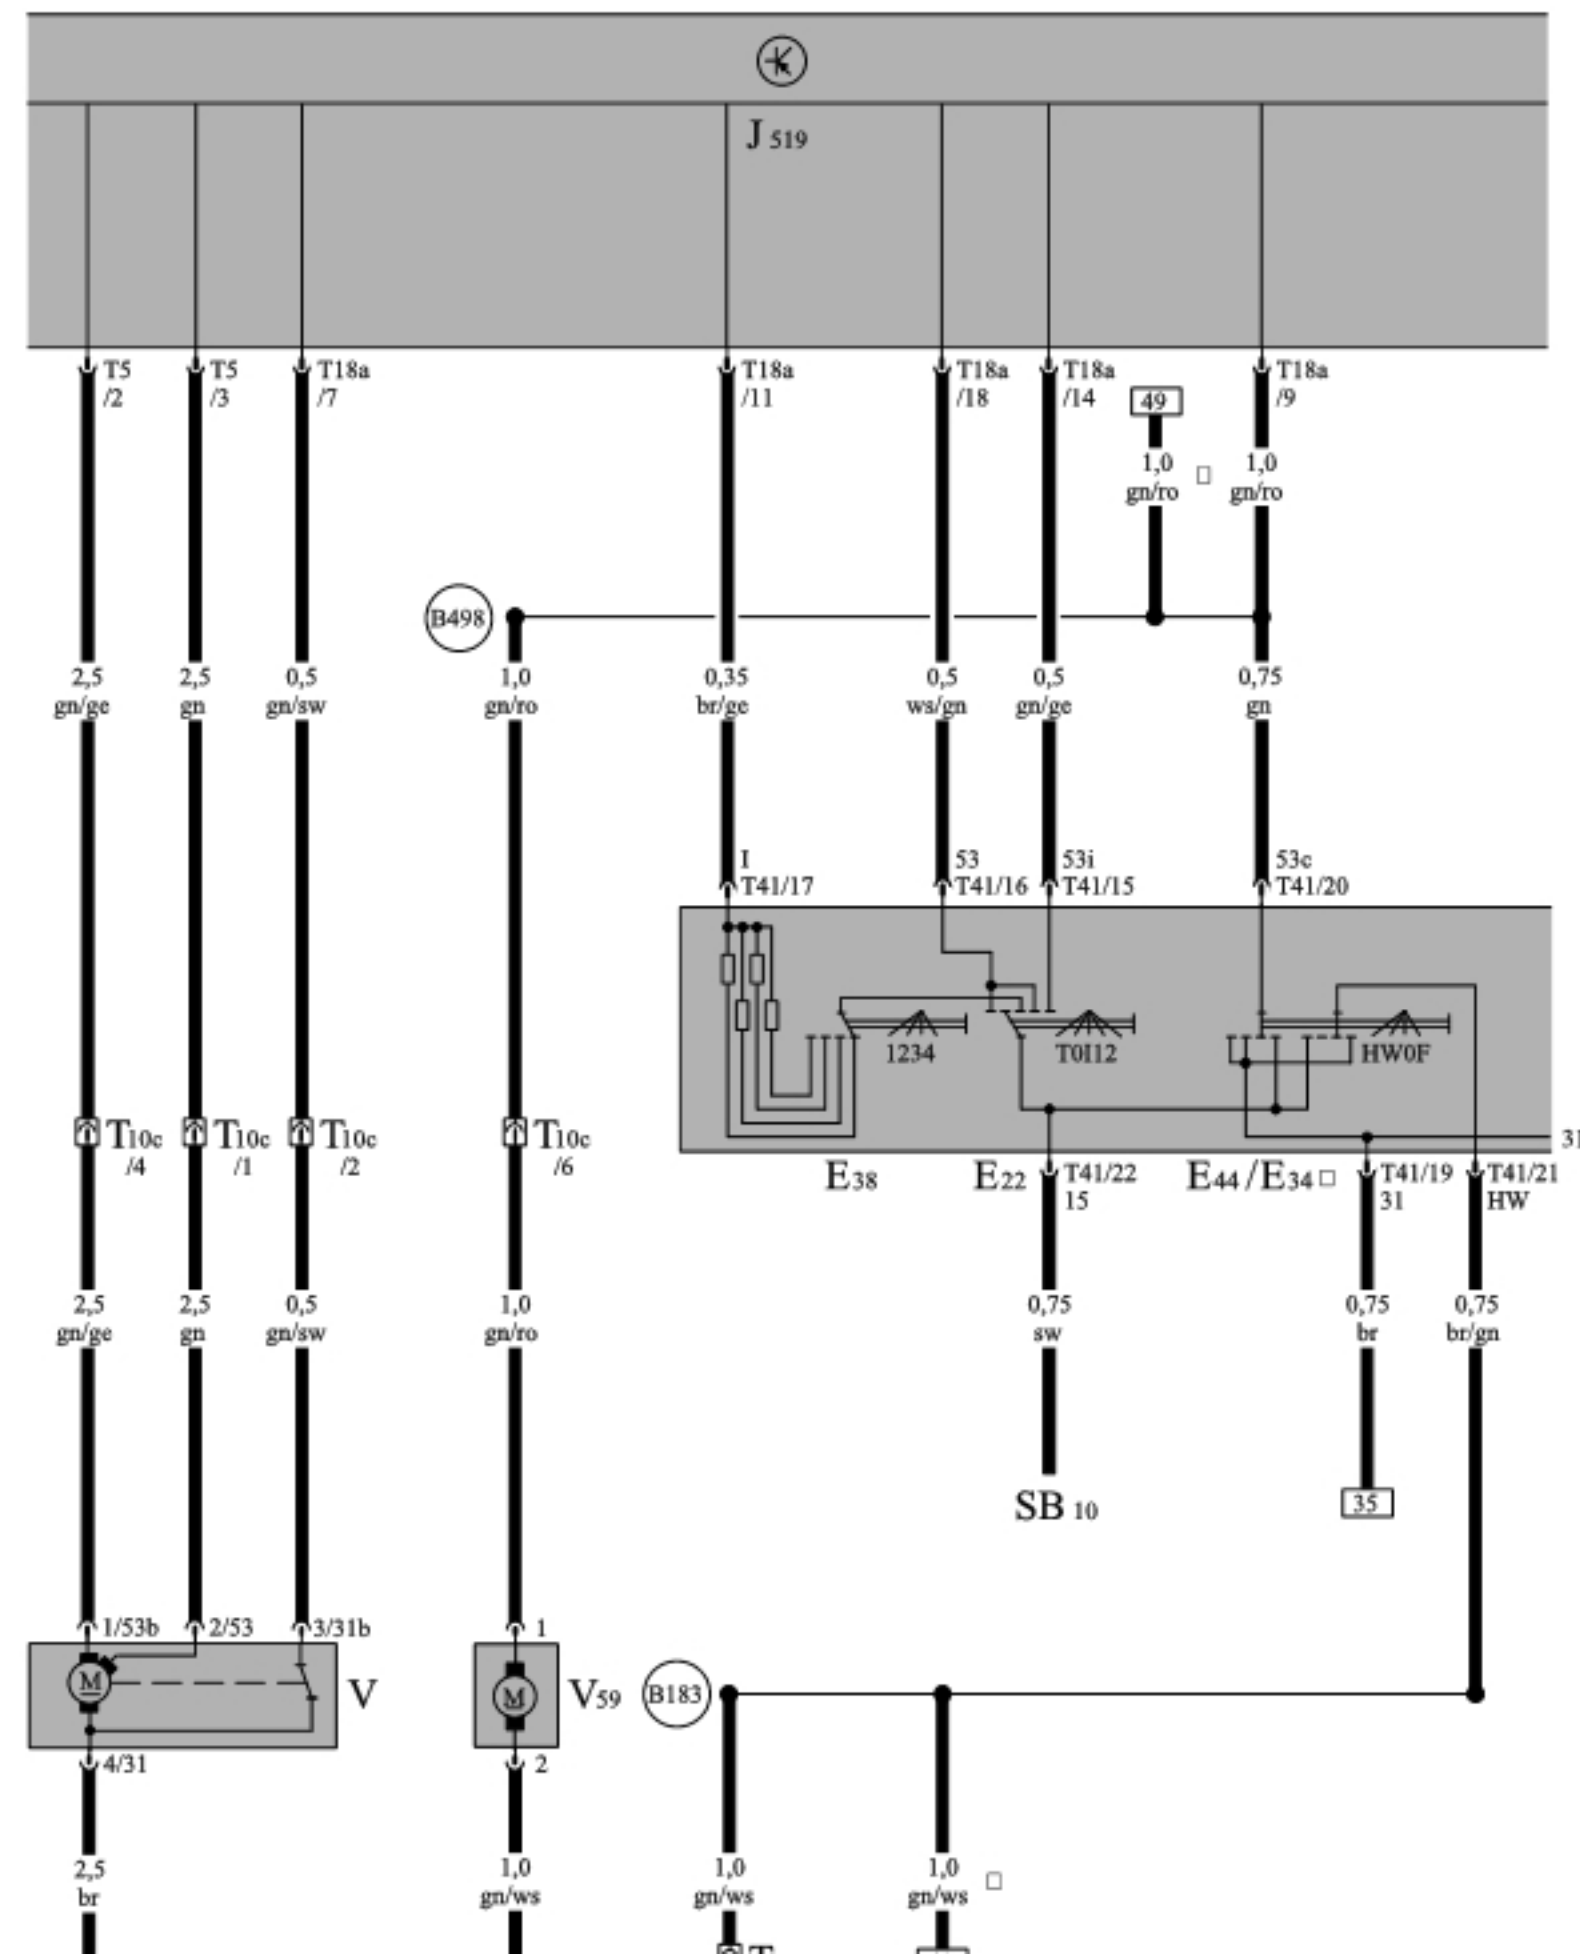 J 519
T5 T5 T18a T18a T18a T18a T18a
/2 /3 /7 /11 /18 /14 /9
49
1,0 1,0
gn/ro gn/ro
B498
2,5 2,5 0,5 1,0 0,35 0,5 0,5 0,75
gn/ge gn gn/sw gn/ro br/ge ws/gn gn/ge gn
I 53 53i 53c
T41/17 T41/16 T41/15 T41/20
1234 T0I12 HW0F
T10c T10c T10c T10c
/4 /1 /2 /6
31
E38 E22 T41/22 E44/E34 T41/19 T41/21
15 31 HW
2,5 2,5 0,5 1,0 0,75 0,75 0,75
gn/ge gn gn/sw gn/ro sw br br/gn
SB 10 35
1/53b 2/53 3/31b 1
M V M V59 B183
4/31 2
2,5 1,0 1,0 1,0
br gn/ws gn/ws gn/ws